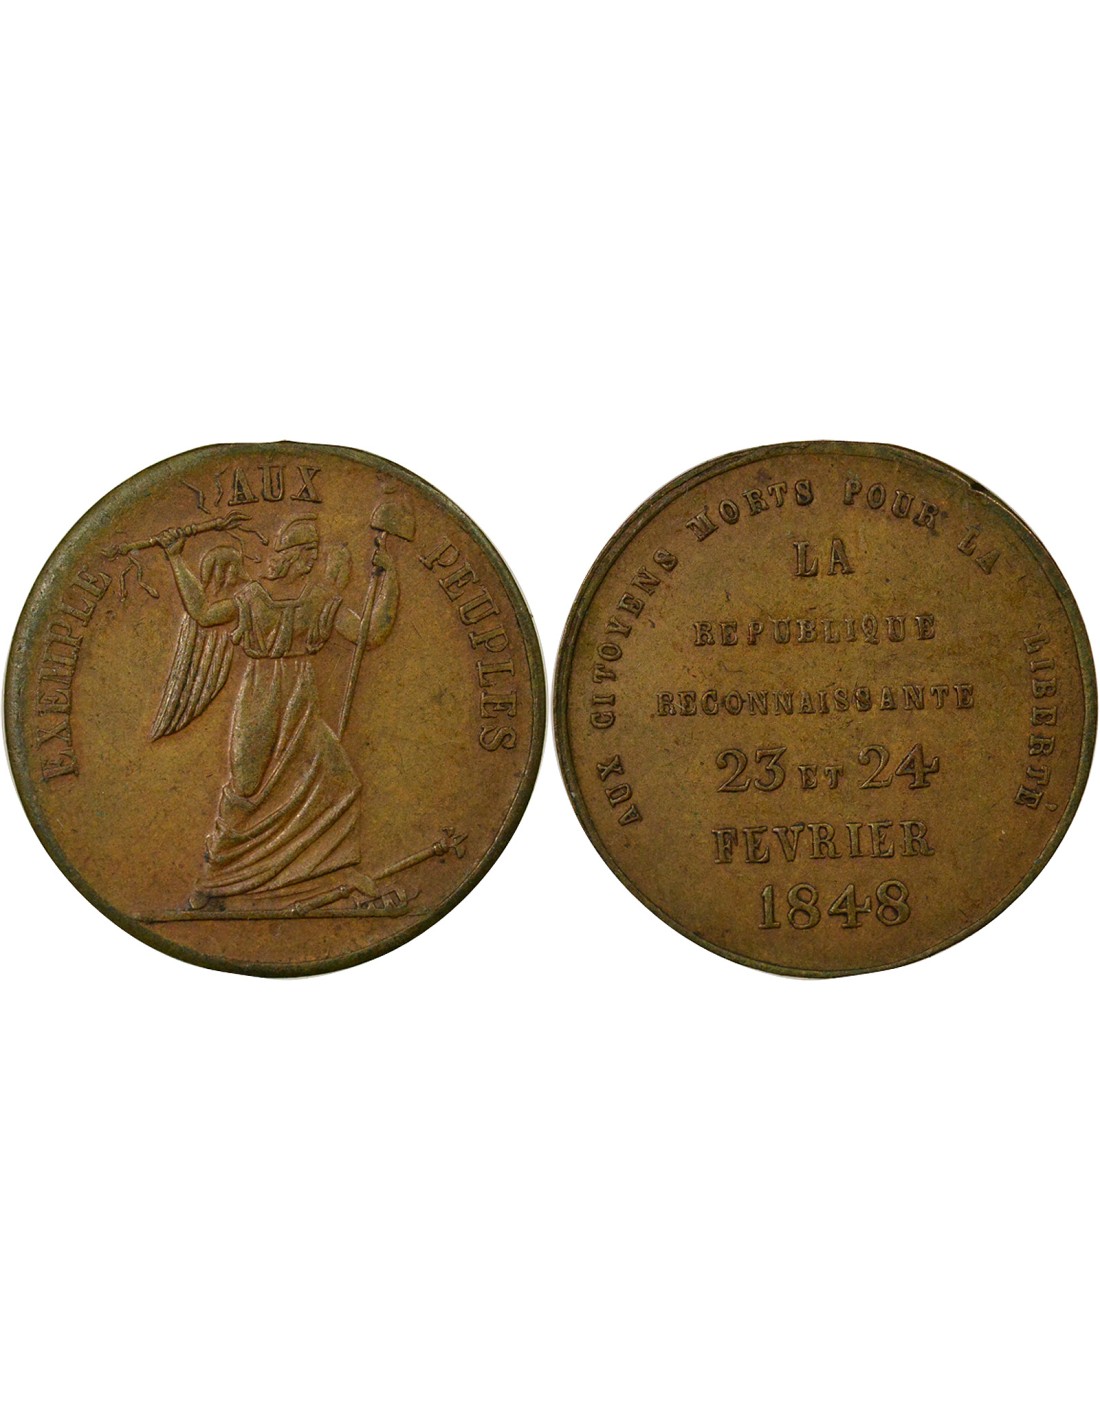 EXEMPLE AUX PEUPLES
AUX CITOYENS MORTS POUR LA LIBERTÉ
LA
REPUBLIQUE
RECONNAISSANTE
23 ET 24
FEVRIER
1848